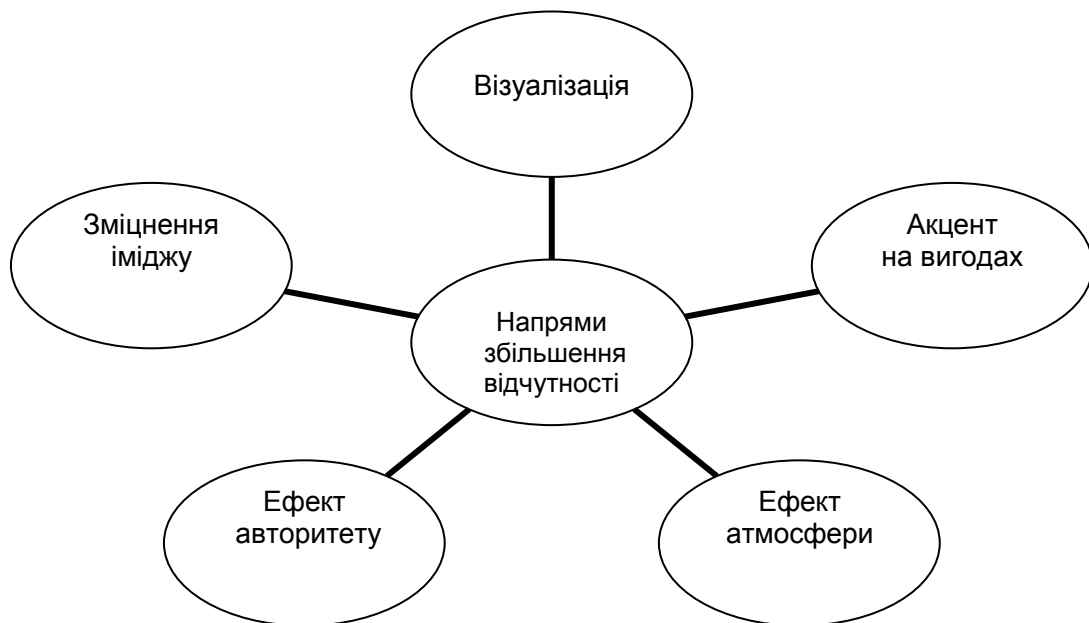 Візуалізація
Зміцнення
іміджу
Акцент
на вигодах
Напрями
збільшення
відчутності
Ефект
авторитету
Ефект
атмосфери